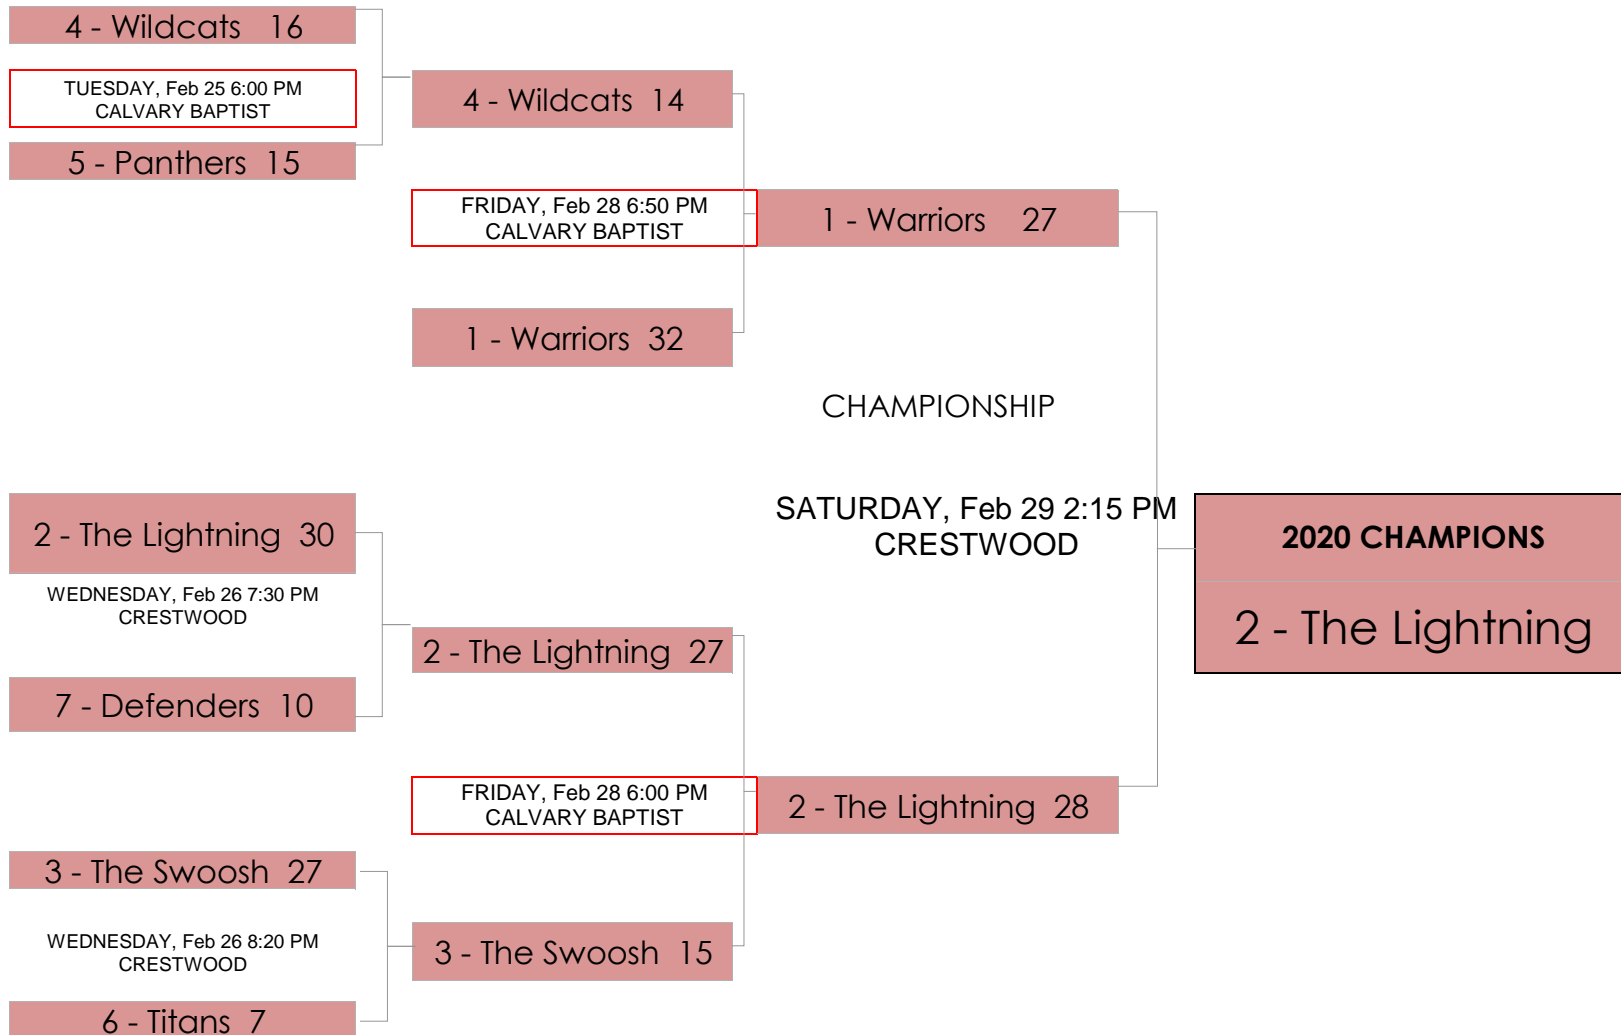 4 - Wildcats 16
TUESDAY, Feb 25 6:00 PM
CALVARY BAPTIST
5 - Panthers 15
4 - Wildcats 14
FRIDAY, Feb 28 6:50 PM
CALVARY BAPTIST
1 - Warriors 32
1 - Warriors 27
CHAMPIONSHIP
SATURDAY, Feb 29 2:15 PM
CRESTWOOD
2020 CHAMPIONS
2 - The Lightning
2 - The Lightning 30
WEDNESDAY, Feb 26 7:30 PM
CRESTWOOD
7 - Defenders 10
2 - The Lightning 27
FRIDAY, Feb 28 6:00 PM
CALVARY BAPTIST
2 - The Lightning 28
3 - The Swoosh 27
WEDNESDAY, Feb 26 8:20 PM
CRESTWOOD
6 - Titans 7
3 - The Swoosh 15